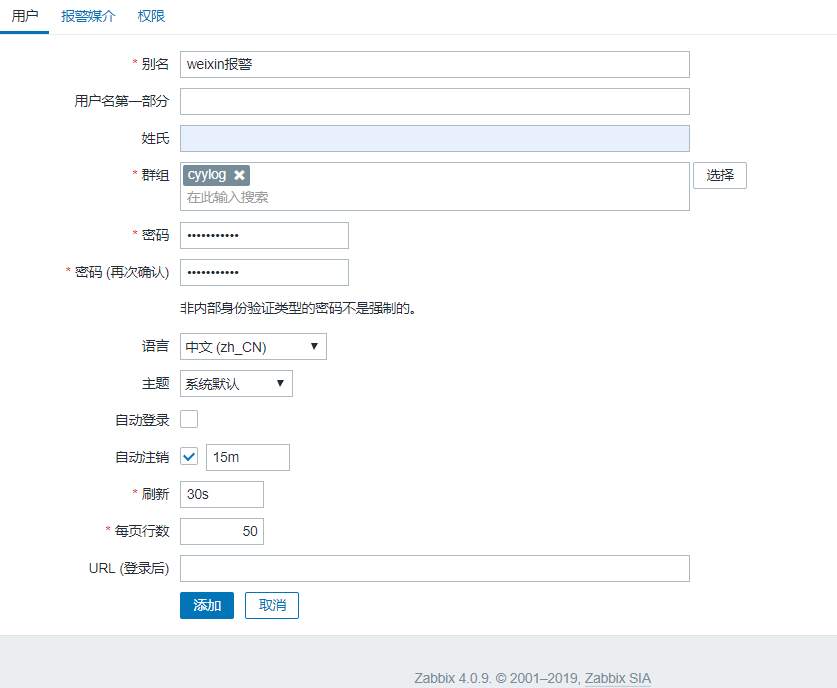 用户 报警媒介 权限
* 别名 weixin报警
用户名第一部分
姓氏
* 群组 cyylog ✖ 选择
在此输入搜索
* 密码 •••••••••••
* 密码 (再次确认) •••••••••••
非内部身份验证类型的密码不是强制的。
语言 中文 (zh_CN) ▼
主题 系统默认 ▼
自动登录
自动注销 15m
* 刷新 30s
* 每页行数 50
URL (登录后)
添加 取消
Zabbix 4.0.9. © 2001–2019, Zabbix SIA